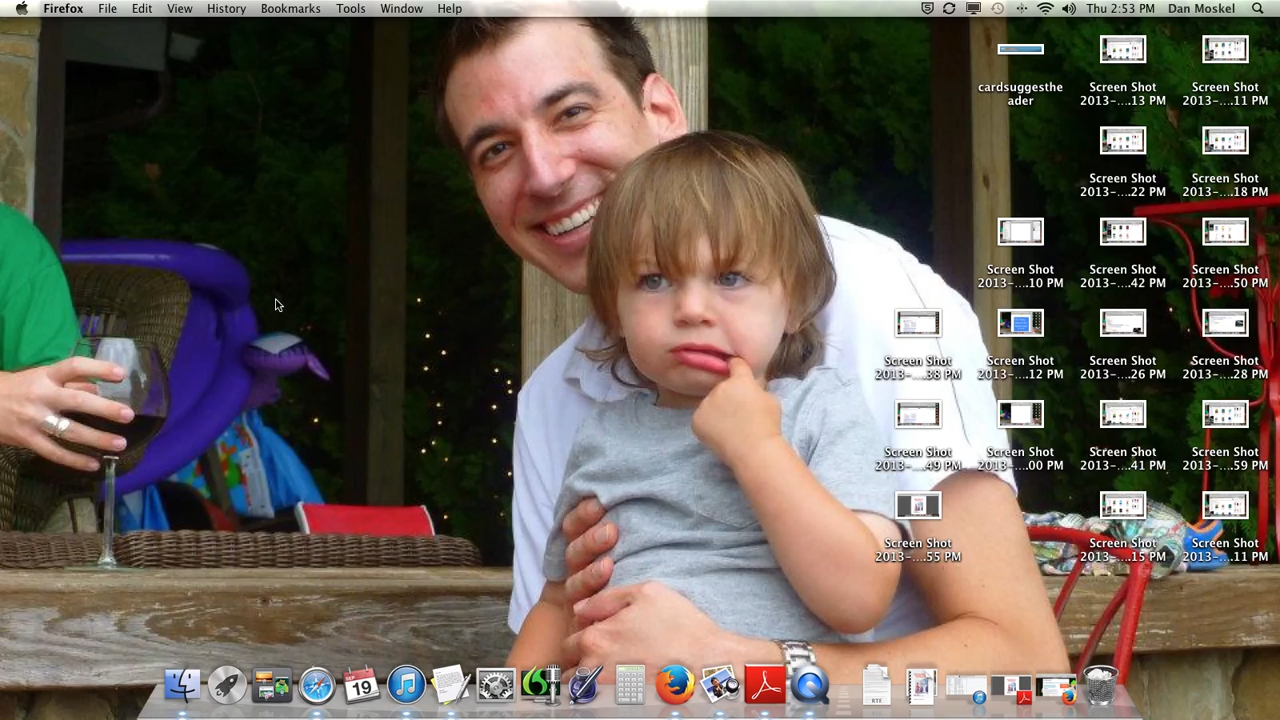 Firefox File Edit View History Bookmarks Tools Window Help Thu 2:53 PM Dan Moskel
cardsuggesthe
ader
Screen Shot
2013-....13 PM
Screen Shot
2013-....11 PM
Screen Shot
2013-....22 PM
Screen Shot
2013-....18 PM
Screen Shot
2013-....10 PM
Screen Shot
2013-....42 PM
Screen Shot
2013-....50 PM
Screen Shot
2013-....38 PM
Screen Shot
2013-....12 PM
Screen Shot
2013-....26 PM
Screen Shot
2013-....28 PM
Screen Shot
2013-....49 PM
Screen Shot
2013-....00 PM
Screen Shot
2013-....41 PM
Screen Shot
2013-....59 PM
Screen Shot
2013-....55 PM
Screen Shot
2013-....15 PM
Screen Shot
2013-....11 PM
SEP
19
RTF